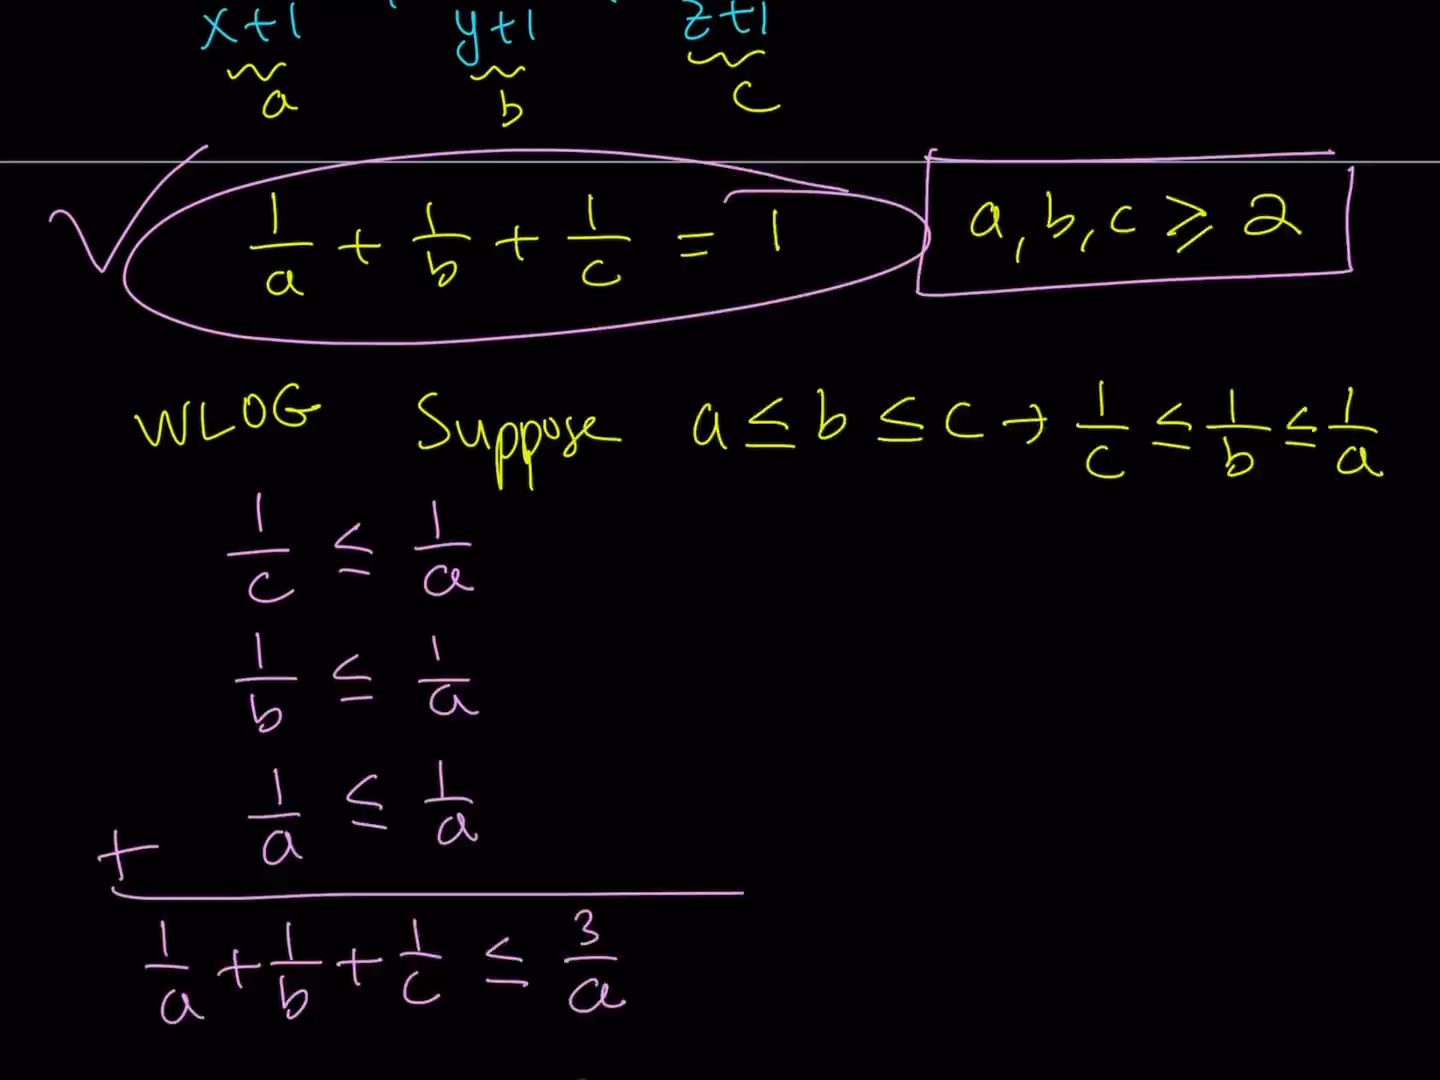 x+1 y+1 z+1
a b c
1/a + 1/b + 1/c = 1 a, b, c ≥ 2
WLOG Suppose a ≤ b ≤ c → 1/c ≤ 1/b ≤ 1/a
1/c ≤ 1/a
1/b ≤ 1/a
+ 1/a ≤ 1/a
1/a + 1/b + 1/c ≤ 3/a